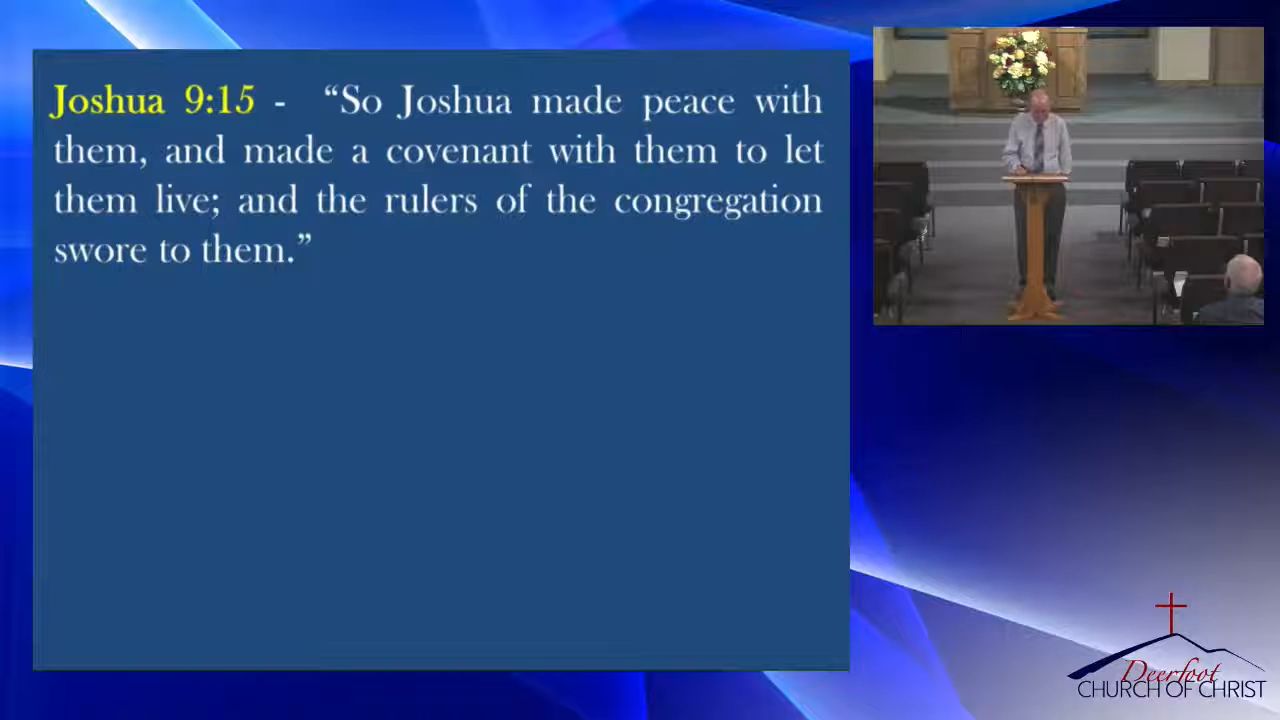 Joshua 9:15 - “So Joshua made peace with
them, and made a covenant with them to let
them live; and the rulers of the congregation
swore to them.”
Deerfoot
CHURCH OF CHRIST